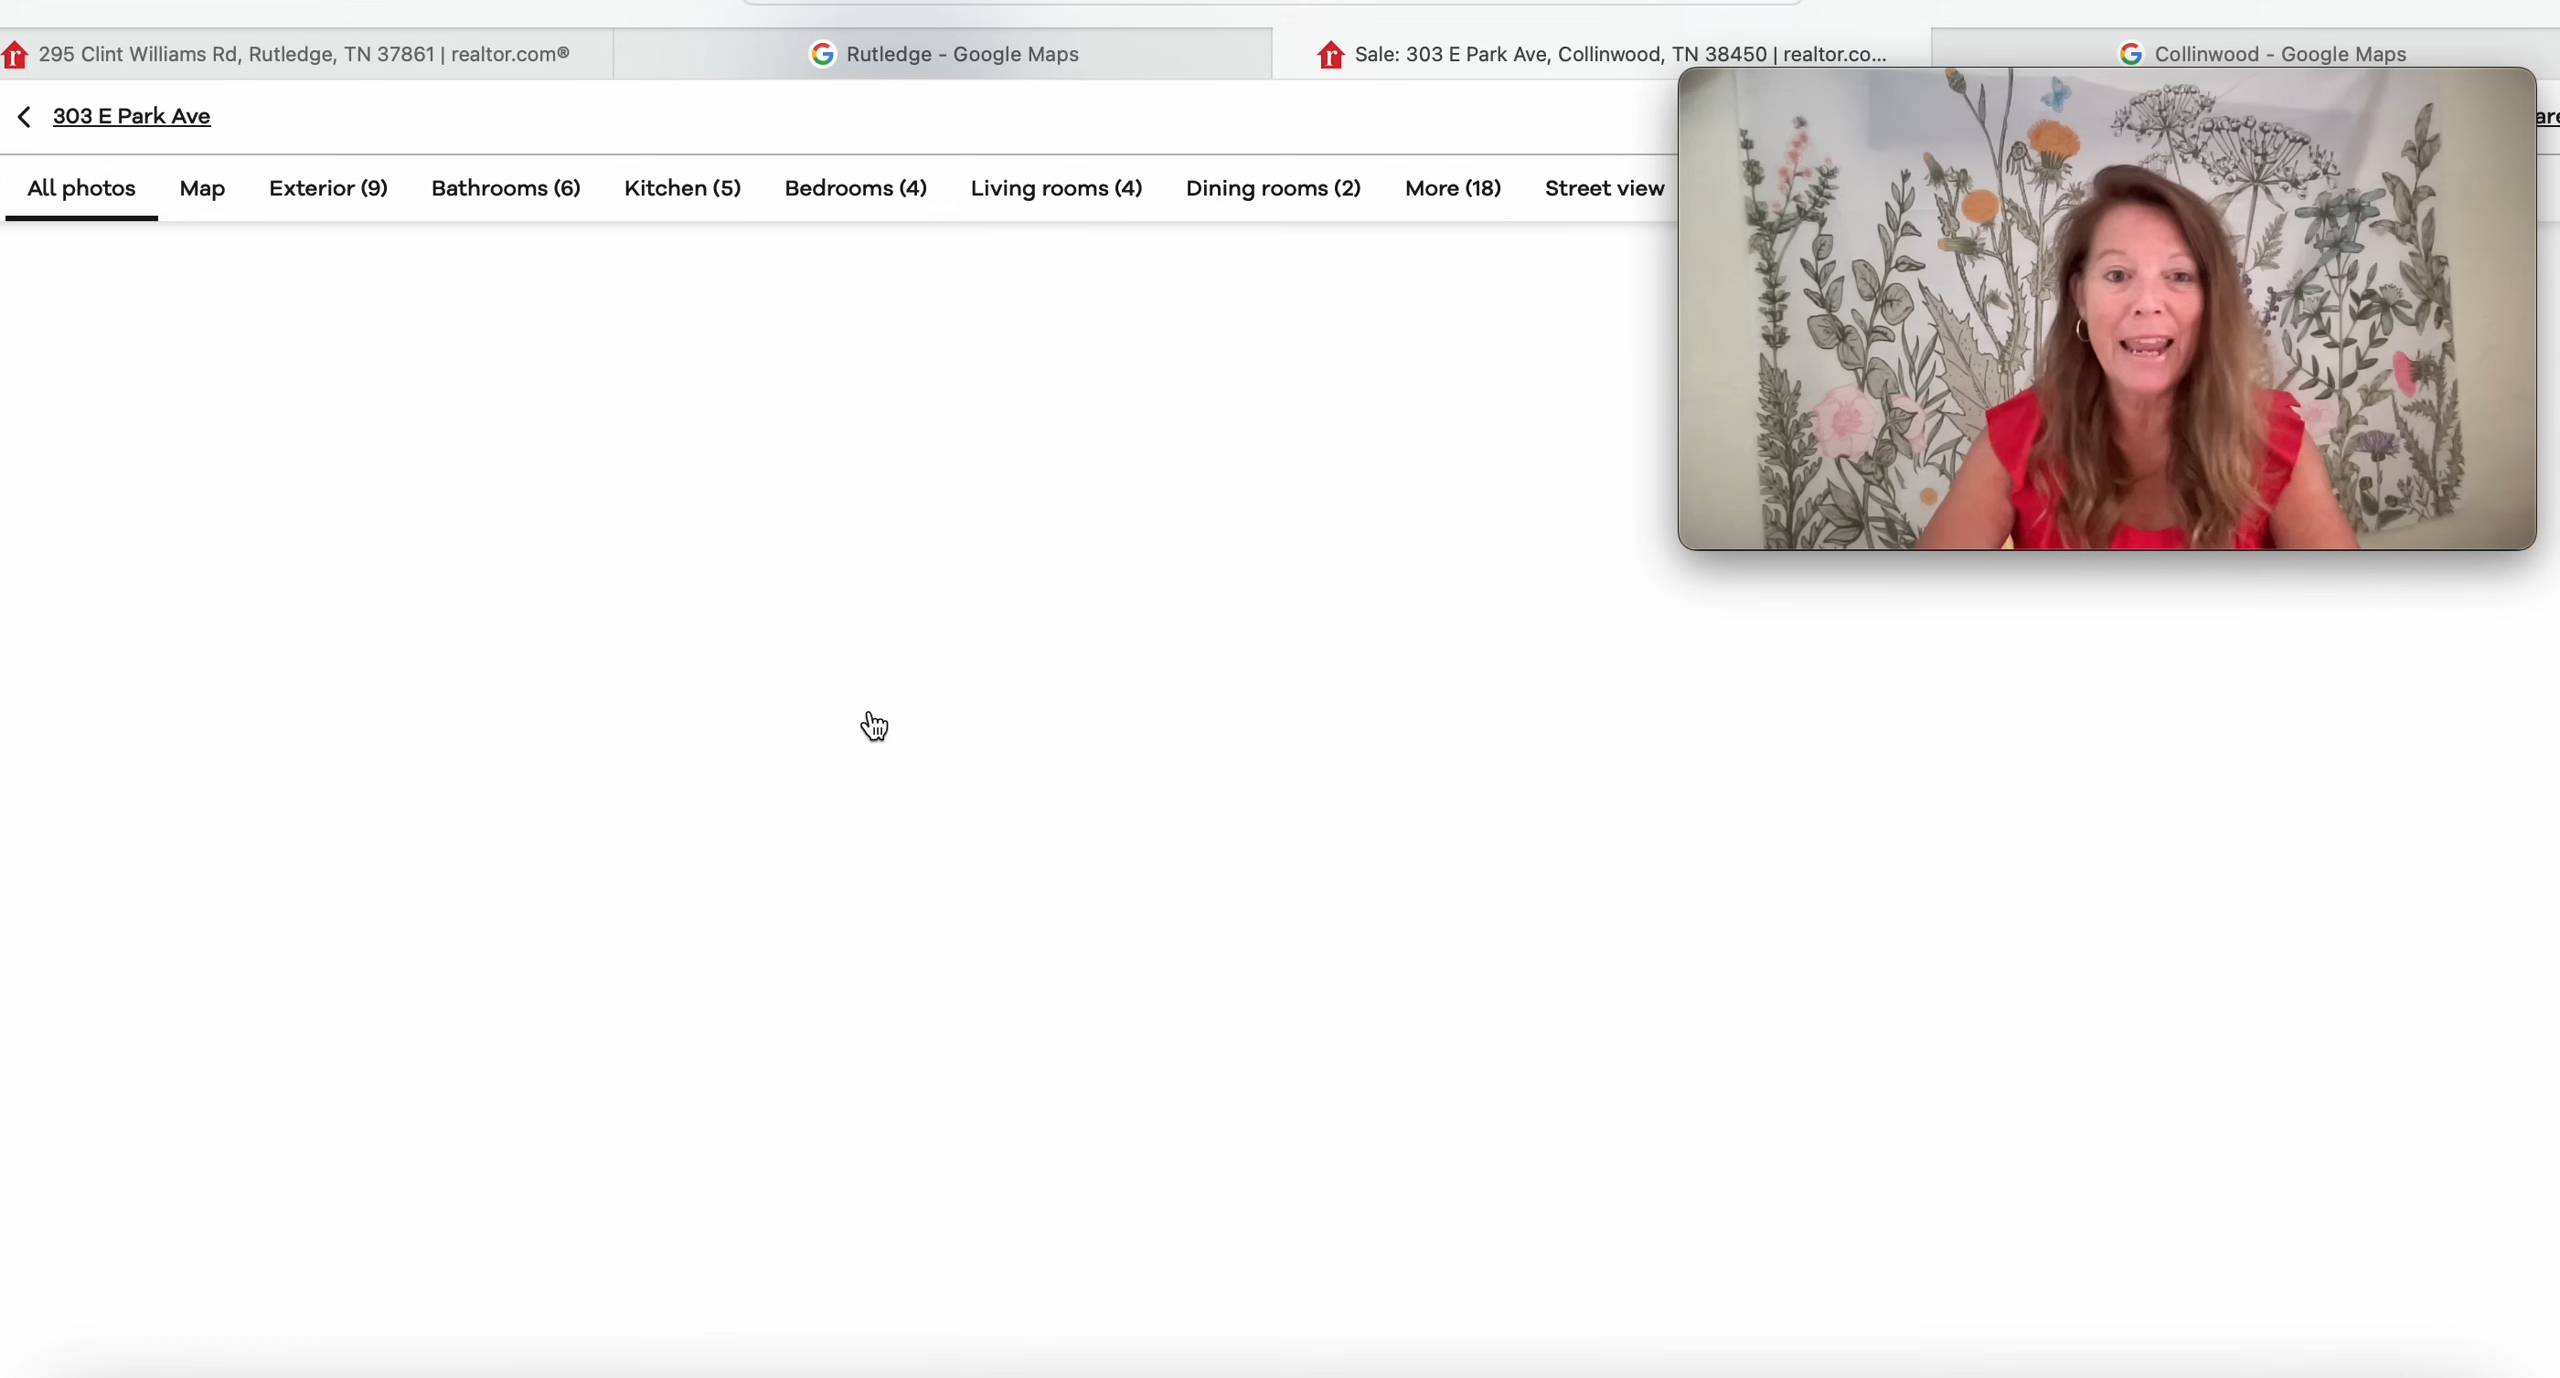 295 Clint Williams Rd, Rutledge, TN 37861 | realtor.com®
Rutledge - Google Maps
Sale: 303 E Park Ave, Collinwood, TN 38450 | realtor.co...
Collinwood - Google Maps
303 E Park Ave
All photos
Map
Exterior (9)
Bathrooms (6)
Kitchen (5)
Bedrooms (4)
Living rooms (4)
Dining rooms (2)
More (18)
Street view